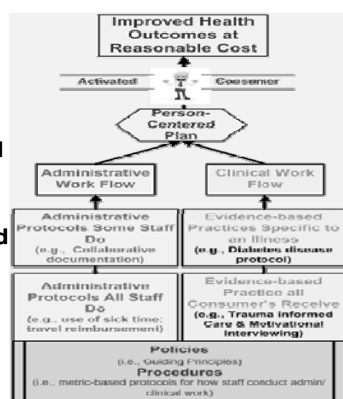 Improved Health
Outcomes at
Reasonable Cost
Activated Consumer
Person-
Centered
Plan
Administrative
Work Flow
Clinical Work
Flow
Administrative
Protocols Some Staff
Do
(e.g., Collaborative
documentation)
Evidence-based
Practices Specific to
an Illness
(e.g., Diabetes disease
protocol)
Administrative
Protocols All Staff
Do
(e.g., use of sick time;
travel reimbursement)
Evidence-based
Practice all
Consumer's Receive
(e.g., Trauma informed
Care & Motivational
Interviewing)
Policies
(i.e., Guiding Principles)
Procedures
(i.e., metric-based protocols for how staff conduct admin/
clinical work)